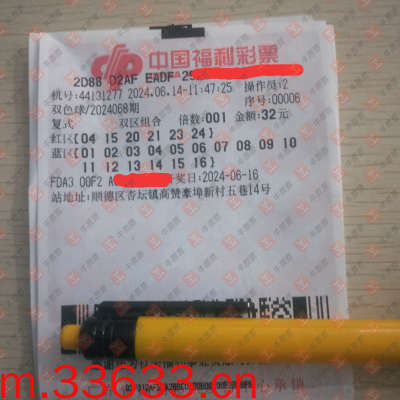 中国福利彩票
2D88 D2AF EADF
机号:44131277 2024.06.14-11:47:25 操作员:2
双色球/2024068期 序号:00006
复式 双区组合 倍数:001 金额:32元
红区{04 15 20 21 23 24}
蓝区{01 02 03 04 05 06 07 08 09 10
11 12 13 14 15 16}
FDA3 00F2 奖日:2024-06-16
站地址:顺德区杏坛镇高赞橐埠新村五巷14号
m.33633.cn